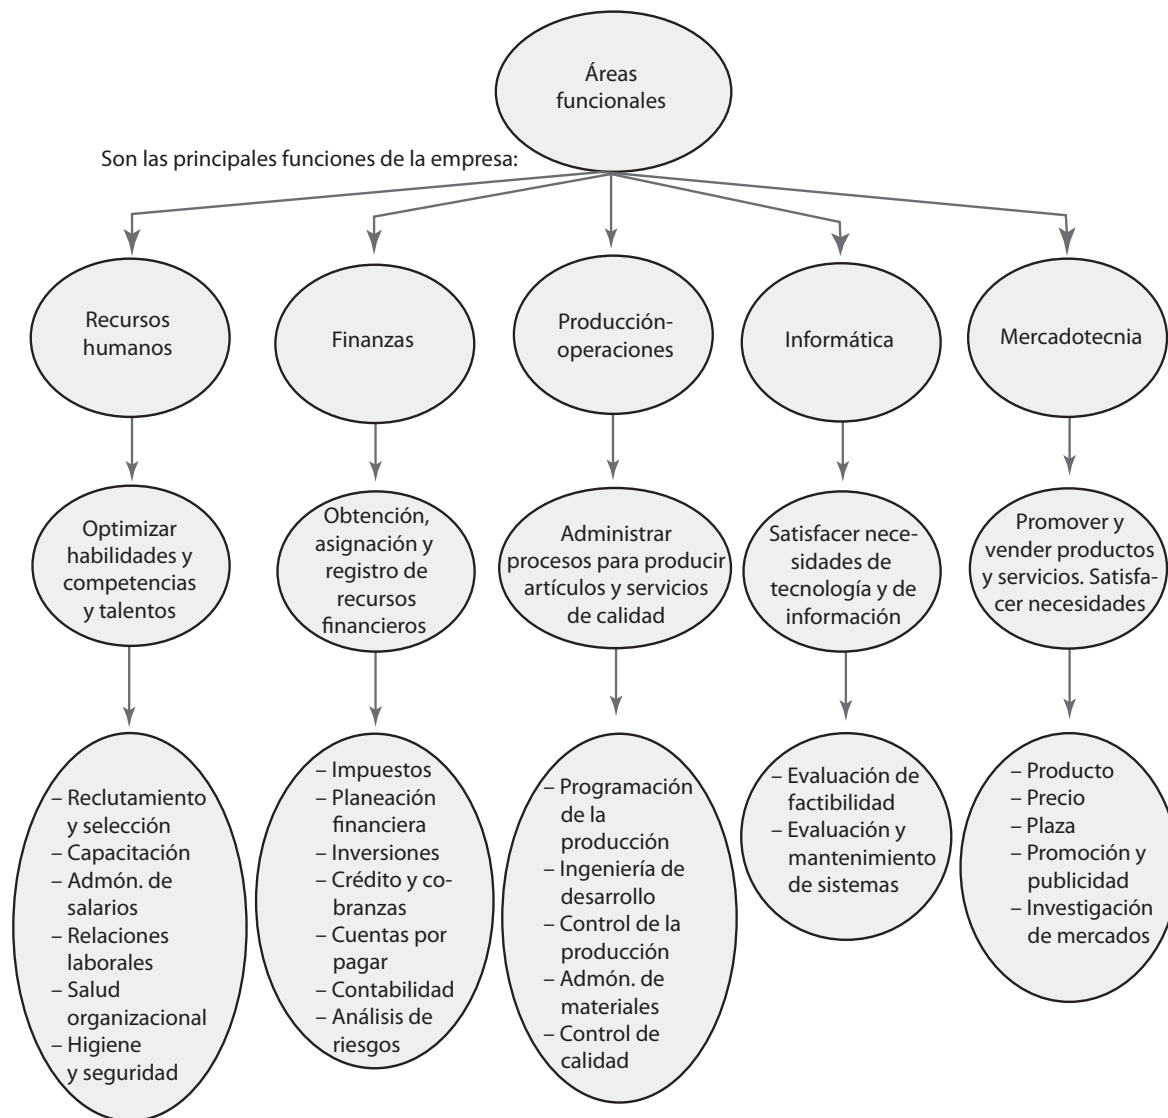 Áreas
funcionales
Son las principales funciones de la empresa:
Recursos
humanos
Finanzas
Producción-
operaciones
Informática
Mercadotecnia
Optimizar
habilidades y
competencias
y talentos
Obtención,
asignación y
registro de
recursos
financieros
Administrar
procesos para producir
artículos y servicios
de calidad
Satisfacer nece-
sidades de
tecnología y de
información
Promover y
vender productos
y servicios. Satisfa-
cer necesidades
– Reclutamiento
y selección
– Capacitación
– Admón. de
salarios
– Relaciones
laborales
– Salud
organizacional
– Higiene
y seguridad
– Impuestos
– Planeación
financiera
– Inversiones
– Crédito y co-
branzas
– Cuentas por
pagar
– Contabilidad
– Análisis de
riesgos
– Programación
de la
producción
– Ingeniería de
desarrollo
– Control de la
producción
– Admón. de
materiales
– Control de
calidad
– Evaluación de
factibilidad
– Evaluación y
mantenimiento
de sistemas
– Producto
– Precio
– Plaza
– Promoción y
publicidad
– Investigación
de mercados